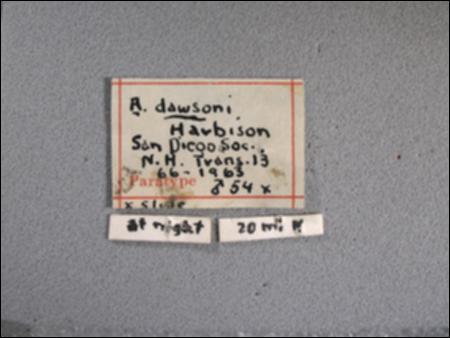 A. dawsoni
Harbison
San Diego Soc.
N.H. Trans. 13
66-1963
Paratype
♂ 54 x
x slide
at night
20 mi